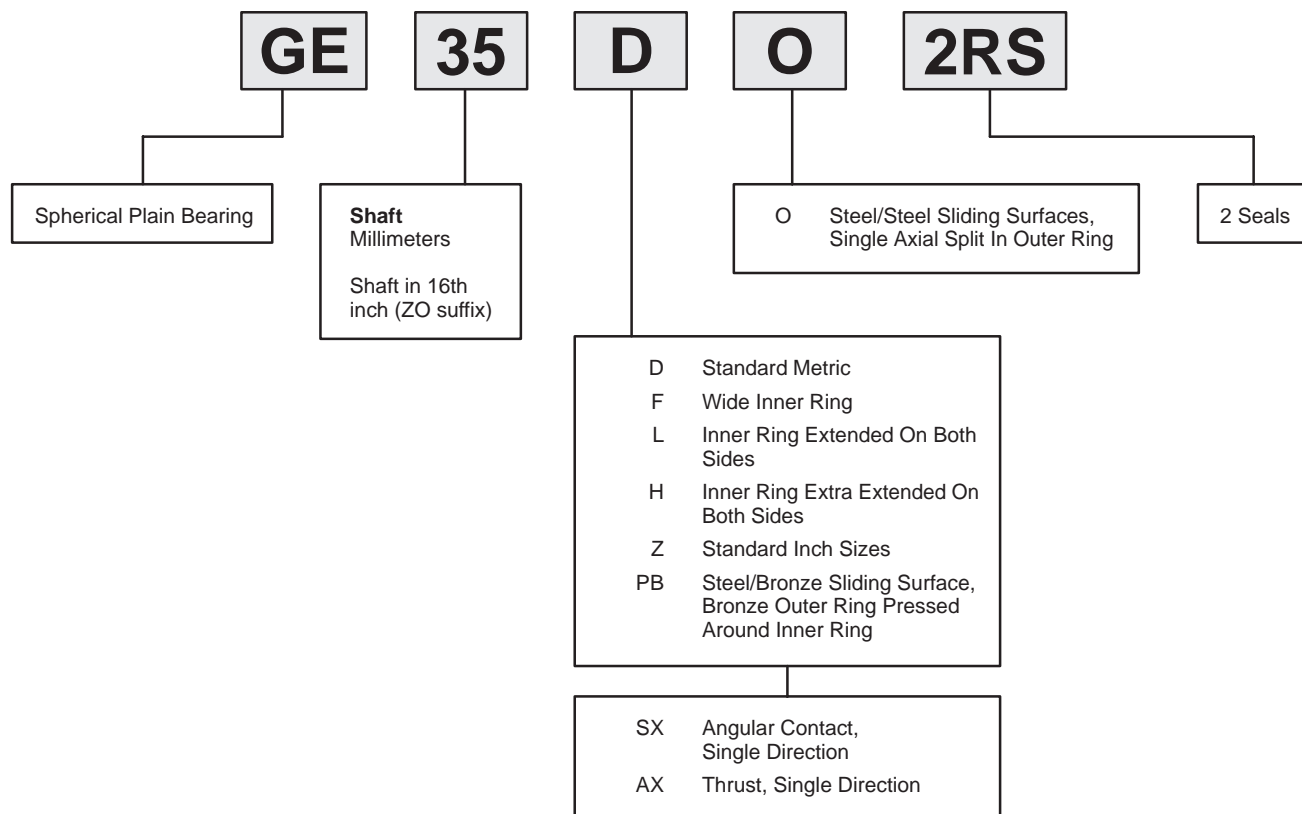 GE 35 D O 2RS
Spherical Plain Bearing
Shaft
Millimeters
Shaft in 16th
inch (ZO suffix)
O Steel/Steel Sliding Surfaces,
Single Axial Split In Outer Ring
2 Seals
D Standard Metric
F Wide Inner Ring
L Inner Ring Extended On Both
Sides
H Inner Ring Extra Extended On
Both Sides
Z Standard Inch Sizes
PB Steel/Bronze Sliding Surface,
Bronze Outer Ring Pressed
Around Inner Ring
SX Angular Contact,
Single Direction
AX Thrust, Single Direction